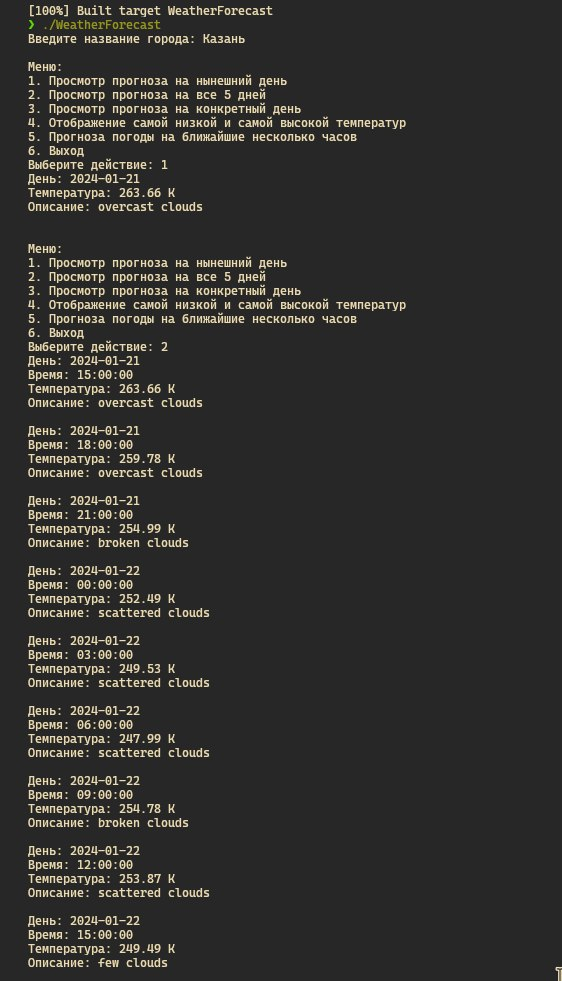 [100%] Built target WeatherForecast
❯ ./WeatherForecast
Введите название города: Казань
Меню:
1. Просмотр прогноза на нынешний день
2. Просмотр прогноза на все 5 дней
3. Просмотр прогноза на конкретный день
4. Отображение самой низкой и самой высокой температур
5. Прогноза погоды на ближайшие несколько часов
6. Выход
Выберите действие: 1
День: 2024-01-21
Температура: 263.66 K
Описание: overcast clouds
Меню:
1. Просмотр прогноза на нынешний день
2. Просмотр прогноза на все 5 дней
3. Просмотр прогноза на конкретный день
4. Отображение самой низкой и самой высокой температур
5. Прогноза погоды на ближайшие несколько часов
6. Выход
Выберите действие: 2
День: 2024-01-21
Время: 15:00:00
Температура: 263.66 K
Описание: overcast clouds
День: 2024-01-21
Время: 18:00:00
Температура: 259.78 K
Описание: overcast clouds
День: 2024-01-21
Время: 21:00:00
Температура: 254.99 K
Описание: broken clouds
День: 2024-01-22
Время: 00:00:00
Температура: 252.49 K
Описание: scattered clouds
День: 2024-01-22
Время: 03:00:00
Температура: 249.53 K
Описание: scattered clouds
День: 2024-01-22
Время: 06:00:00
Температура: 247.99 K
Описание: scattered clouds
День: 2024-01-22
Время: 09:00:00
Температура: 254.78 K
Описание: broken clouds
День: 2024-01-22
Время: 12:00:00
Температура: 253.87 K
Описание: scattered clouds
День: 2024-01-22
Время: 15:00:00
Температура: 249.49 K
Описание: few clouds